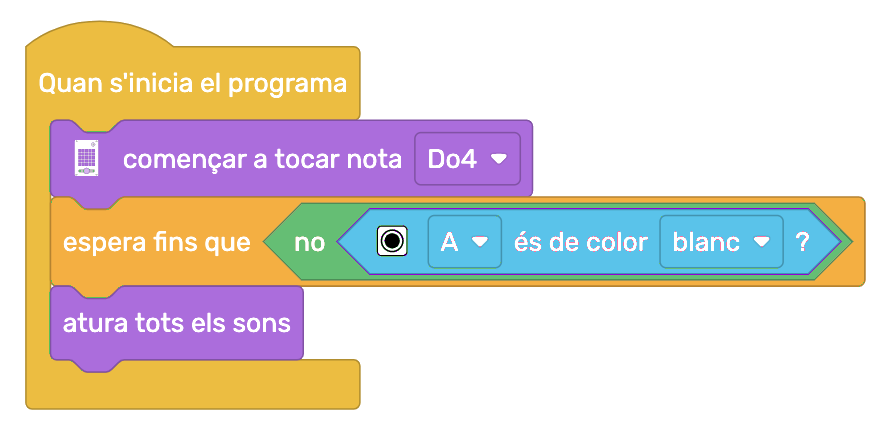 Quan s'inicia el programa
començar a tocar nota Do4
espera fins que no A és de color blanc ?
atura tots els sons